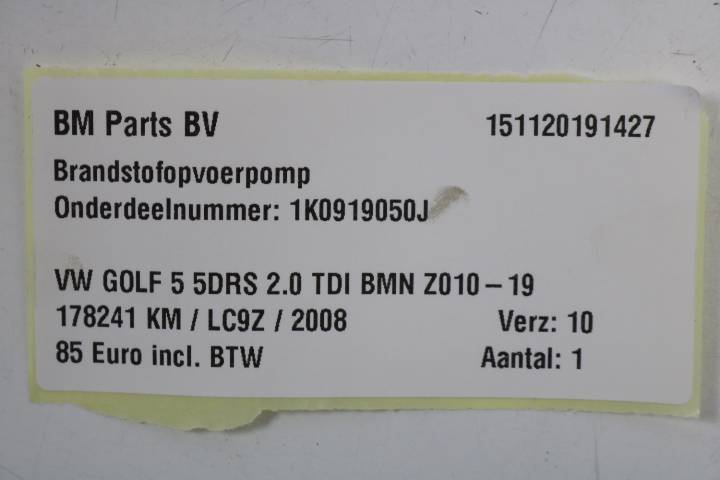 BM Parts BV 151120191427
Brandstofopvoerpomp
Onderdeelnummer: 1K0919050J
VW GOLF 5 5DRS 2.0 TDI BMN Z010-19
178241 KM / LC9Z / 2008 Verz: 10
85 Euro incl. BTW Aantal: 1